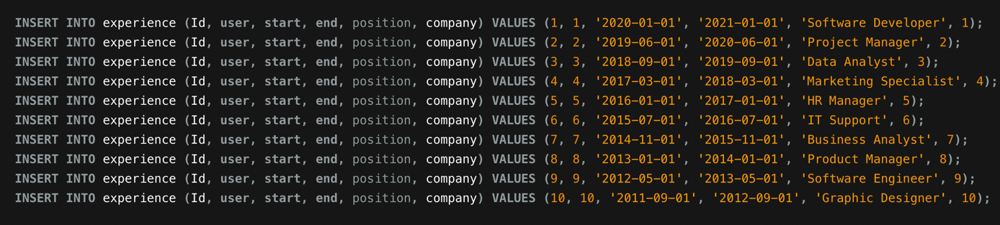 INSERT INTO experience (Id, user, start, end, position, company) VALUES (1, 1, '2020-01-01', '2021-01-01', 'Software Developer', 1);
INSERT INTO experience (Id, user, start, end, position, company) VALUES (2, 2, '2019-06-01', '2020-06-01', 'Project Manager', 2);
INSERT INTO experience (Id, user, start, end, position, company) VALUES (3, 3, '2018-09-01', '2019-09-01', 'Data Analyst', 3);
INSERT INTO experience (Id, user, start, end, position, company) VALUES (4, 4, '2017-03-01', '2018-03-01', 'Marketing Specialist', 4);
INSERT INTO experience (Id, user, start, end, position, company) VALUES (5, 5, '2016-01-01', '2017-01-01', 'HR Manager', 5);
INSERT INTO experience (Id, user, start, end, position, company) VALUES (6, 6, '2015-07-01', '2016-07-01', 'IT Support', 6);
INSERT INTO experience (Id, user, start, end, position, company) VALUES (7, 7, '2014-11-01', '2015-11-01', 'Business Analyst', 7);
INSERT INTO experience (Id, user, start, end, position, company) VALUES (8, 8, '2013-01-01', '2014-01-01', 'Product Manager', 8);
INSERT INTO experience (Id, user, start, end, position, company) VALUES (9, 9, '2012-05-01', '2013-05-01', 'Software Engineer', 9);
INSERT INTO experience (Id, user, start, end, position, company) VALUES (10, 10, '2011-09-01', '2012-09-01', 'Graphic Designer', 10);